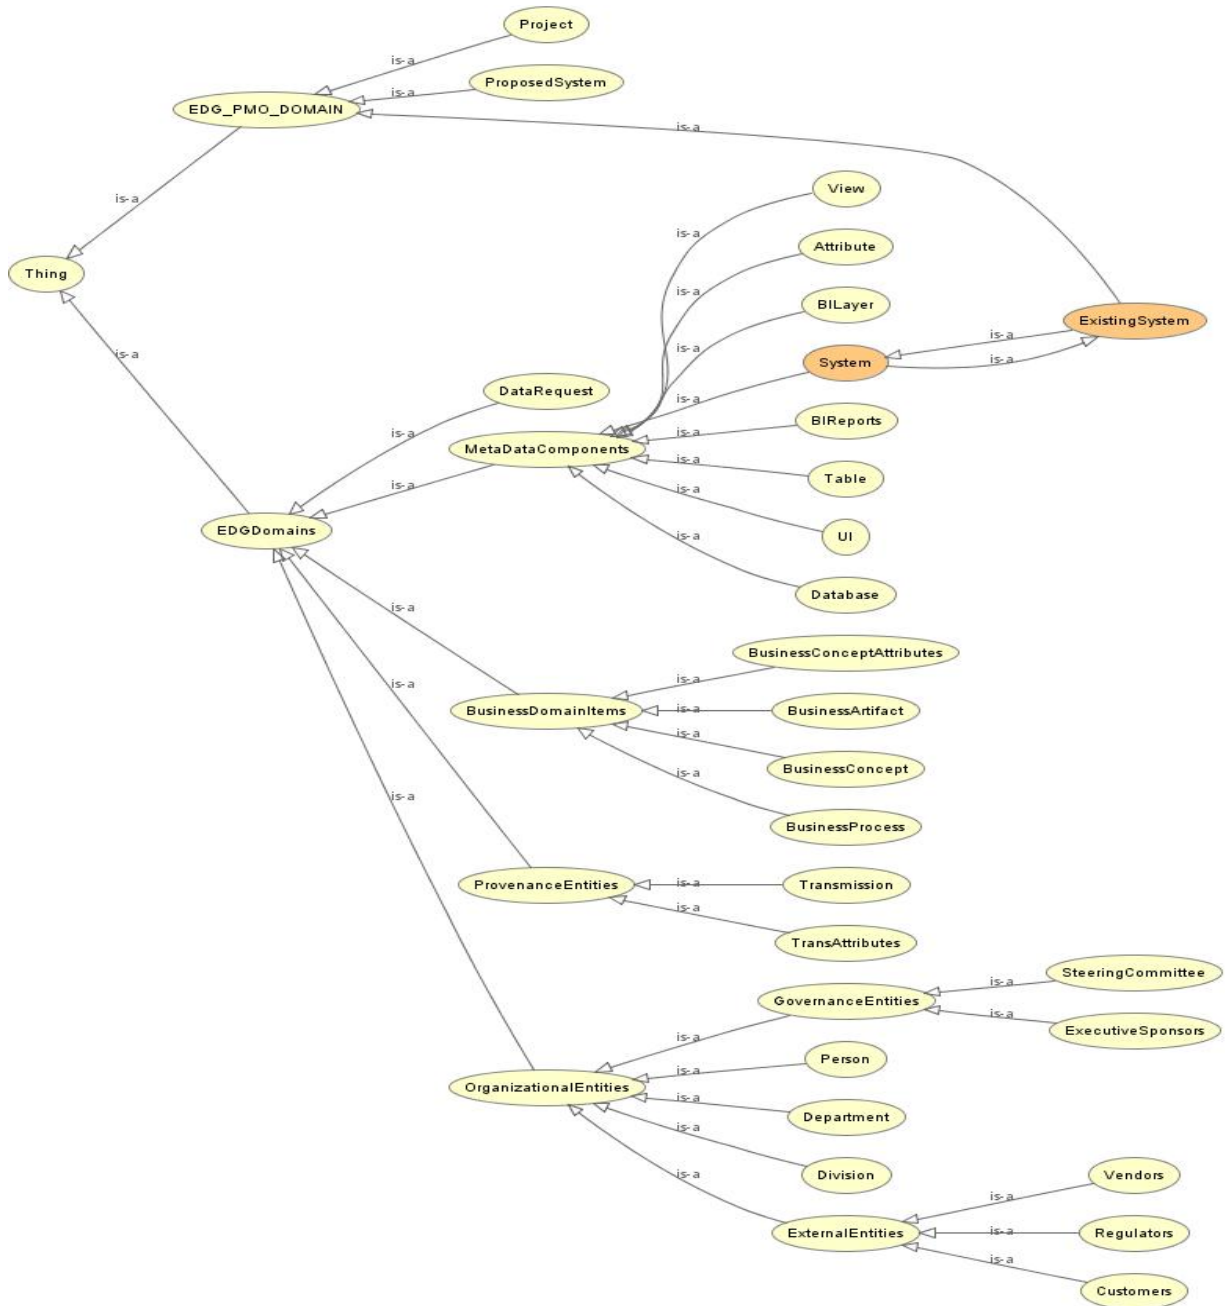 Project
is-a
ProposedSystem
is-a
EDG_PMO_DOMAIN
is-a
View
is-a
is-a
Attribute
Thing
is-a
BILayer
ExistingSystem
is-a
is-a
System
is-a
is-a
DataRequest
is-a
BIReports
is-a
is-a
MetaDataComponents
is-a
Table
is-a
is-a
EDGDomains
UI
Database
is-a
BusinessConceptAttributes
is-a
is-a
BusinessDomainItems
is-a
BusinessArtifact
is-a
BusinessConcept
is-a
is-a
BusinessProcess
ProvenanceEntities
is-a
Transmission
is-a
TransAttributes
SteeringCommittee
is-a
GovernanceEntities
is-a
ExecutiveSponsors
is-a
Person
is-a
OrganizationalEntities
is-a
Department
is-a
Division
is-a
Vendors
is-a
ExternalEntities
is-a
Regulators
is-a
Customers